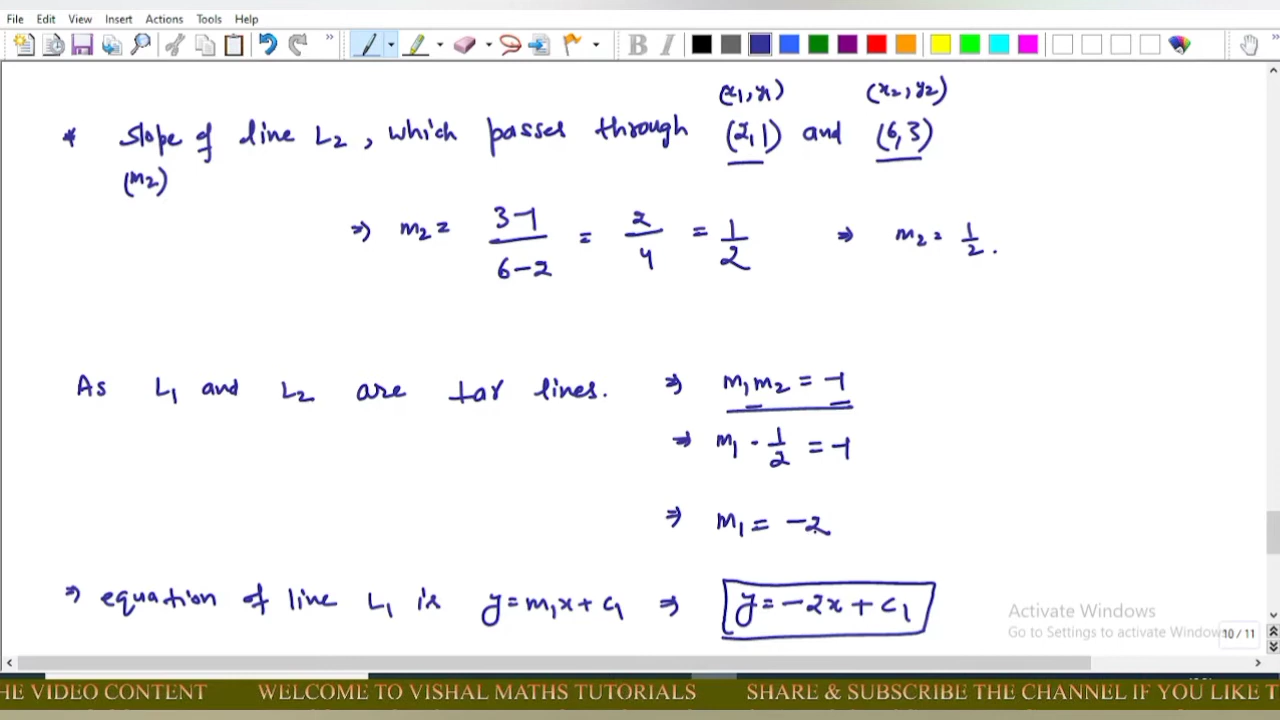 File Edit View Insert Actions Tools Help
(x1, y1) (x2, y2)
* Slope of line L2, which passes through (2,1) and (6,3)
(m2)
⇒ m2 = 3-1/6-2 = 2/4 = 1/2 ⇒ m2 = 1/2.
As L1 and L2 are ⊥ar lines. ⇒ m1m2 = -1
⇒ m1 · 1/2 = -1
⇒ m1 = -2
⇒ equation of line L1 is y = m1x + c1 ⇒ y = -2x + c1
Activate Windows
Go to Settings to activate Window
10 / 11
HE VIDEO CONTENT WELCOME TO VISHAL MATHS TUTORIALS SHARE & SUBSCRIBE THE CHANNEL IF YOU LIKE T